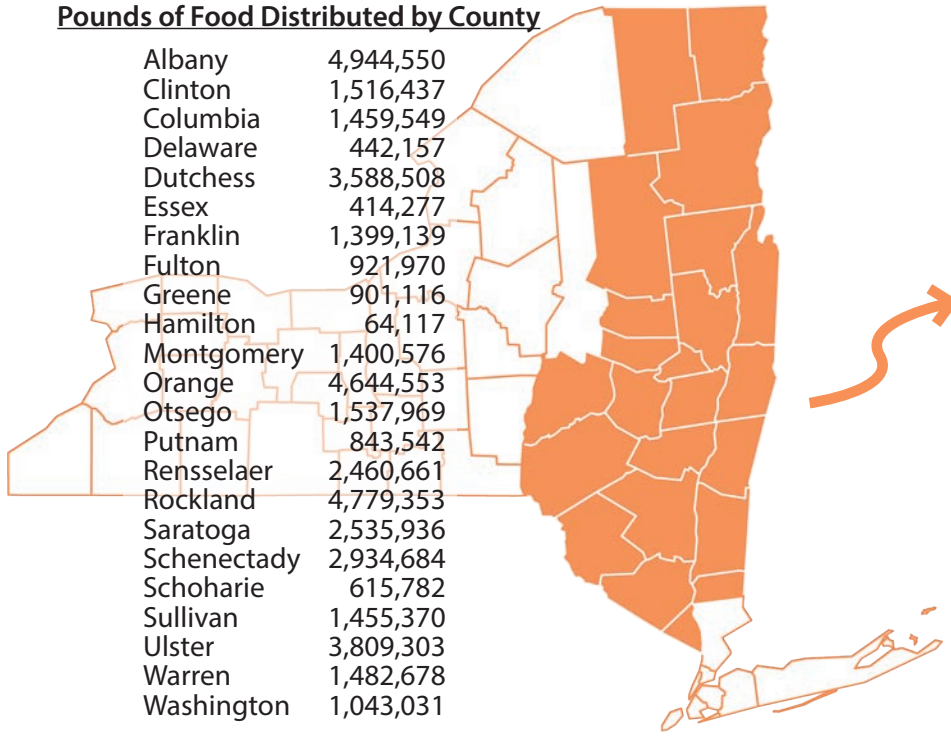 Pounds of Food Distributed by County
Albany 4,944,550
Clinton 1,516,437
Columbia 1,459,549
Delaware 442,157
Dutchess 3,588,508
Essex 414,277
Franklin 1,399,139
Fulton 921,970
Greene 901,116
Hamilton 64,117
Montgomery 1,400,576
Orange 4,644,553
Otsego 1,537,969
Putnam 843,542
Rensselaer 2,460,661
Rockland 4,779,353
Saratoga 2,535,936
Schenectady 2,934,684
Schoharie 615,782
Sullivan 1,455,370
Ulster 3,809,303
Warren 1,482,678
Washington 1,043,031